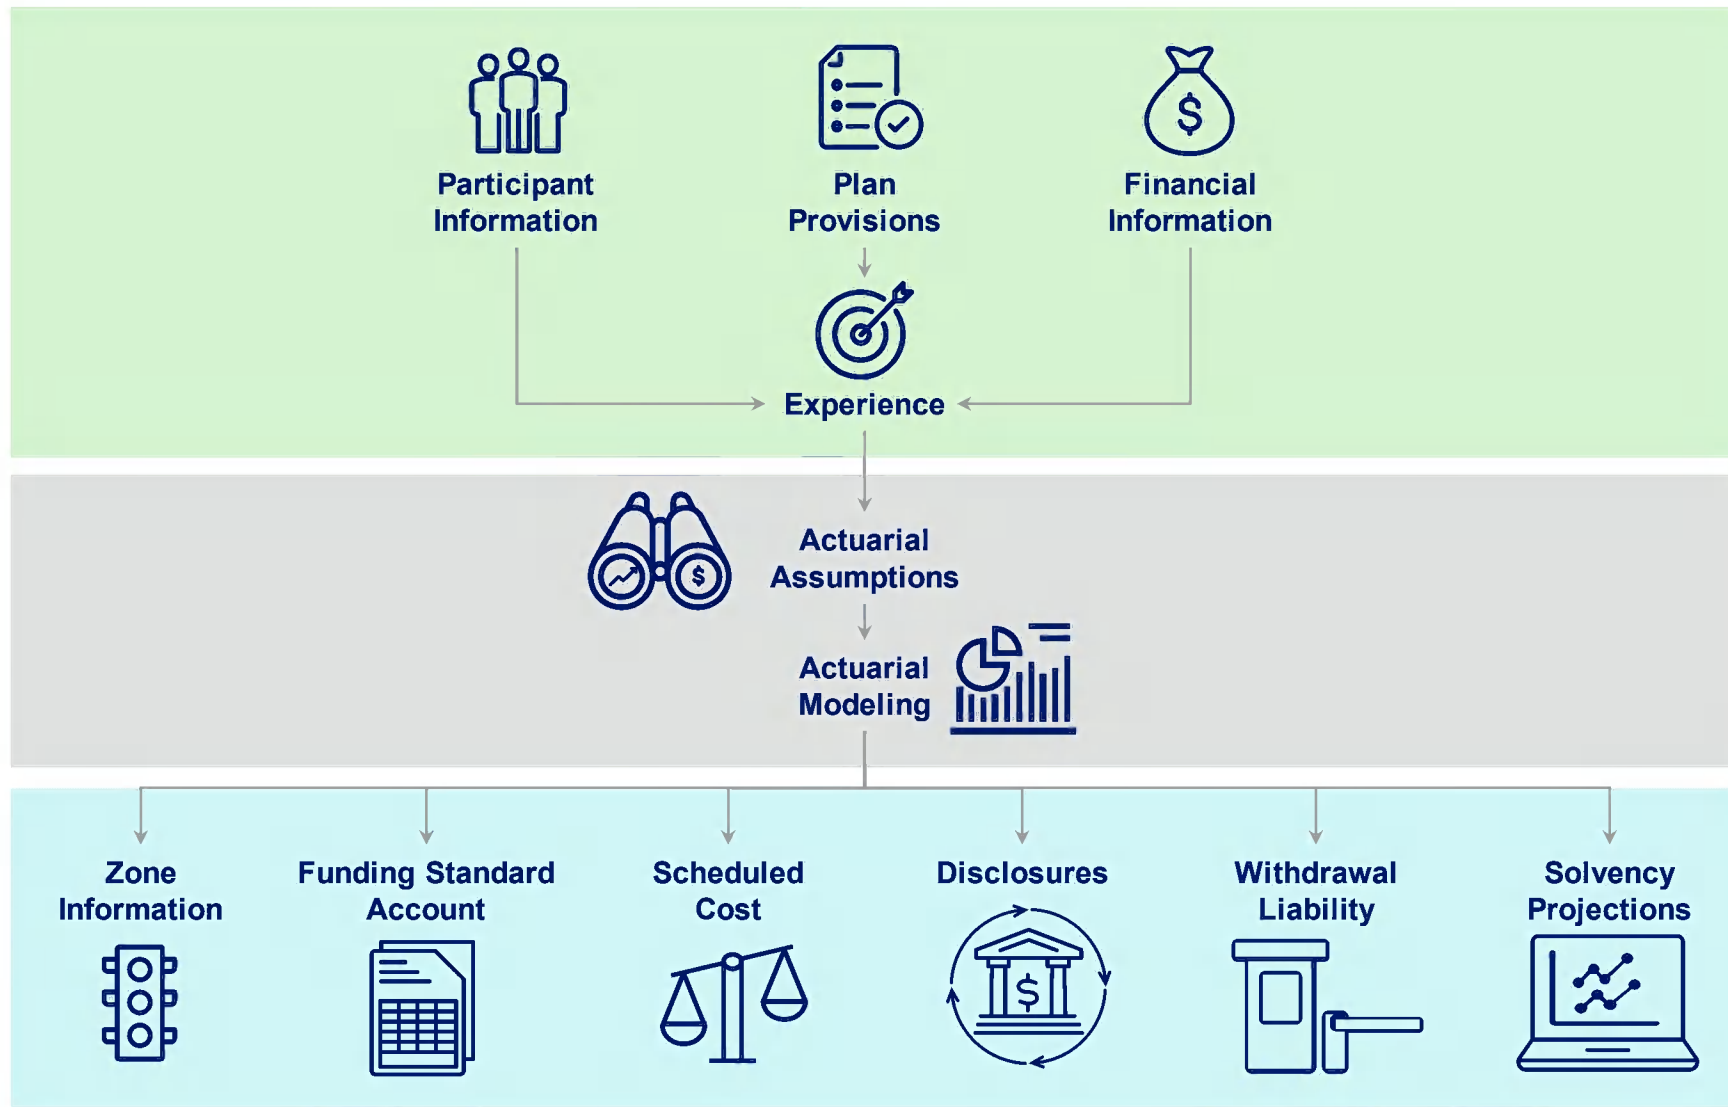 Participant
Information
Plan
Provisions
$
Financial
Information
Experience
$
Actuarial
Assumptions
Actuarial
Modeling
Zone
Information
Funding Standard
Account
Scheduled
Cost
Disclosures
$
Withdrawal
Liability
Solvency
Projections